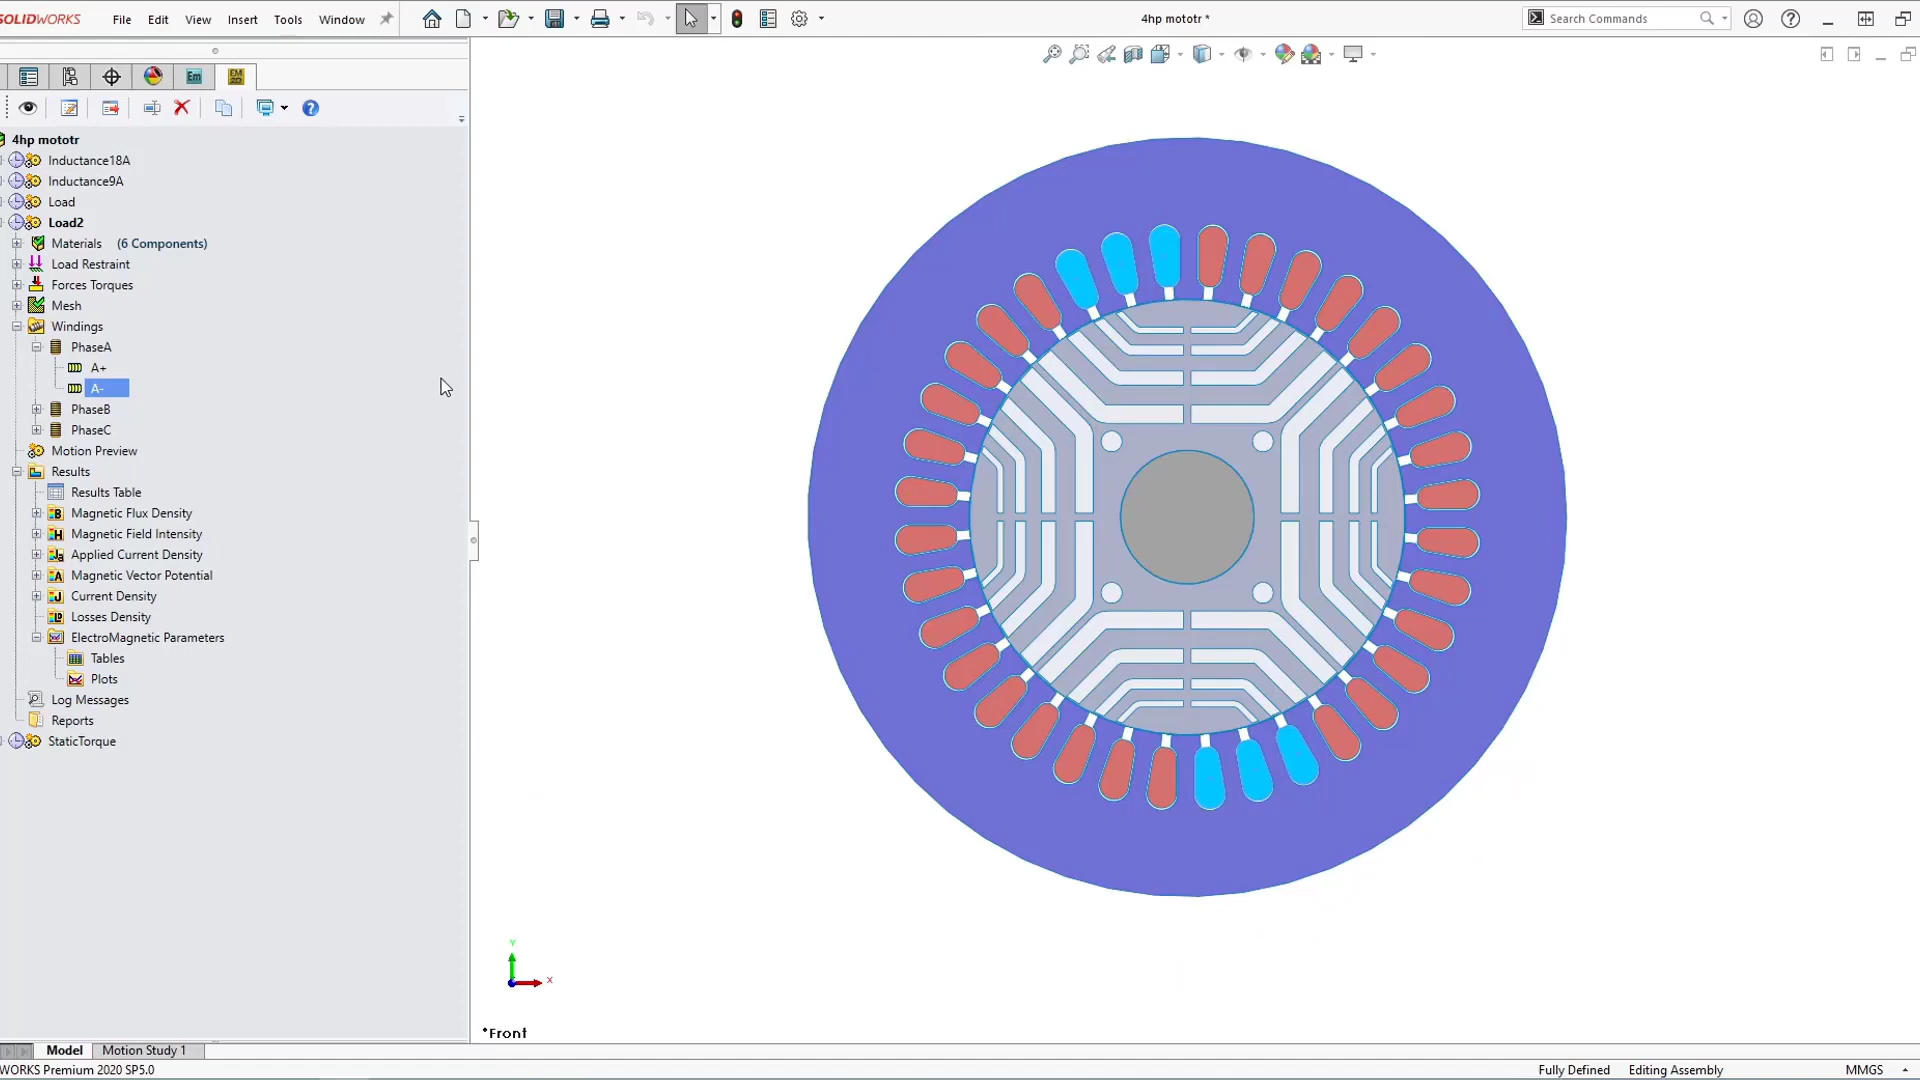 SOLIDWORKS File Edit View Insert Tools Window 4hp mototr * Search Commands
Em EM 2D
4hp mototr
Inductance18A
Inductance9A
Load
Load2
Materials (6 Components)
Load Restraint
Forces Torques
Mesh
Windings
PhaseA
A+
A-
PhaseB
PhaseC
Motion Preview
Results
Results Table
Magnetic Flux Density
Magnetic Field Intensity
Applied Current Density
Magnetic Vector Potential
Current Density
Losses Density
ElectroMagnetic Parameters
Tables
Plots
Log Messages
Reports
StaticTorque
Y
X
*Front
Model Motion Study 1
WORKS Premium 2020 SP5.0 Fully Defined Editing Assembly MMGS